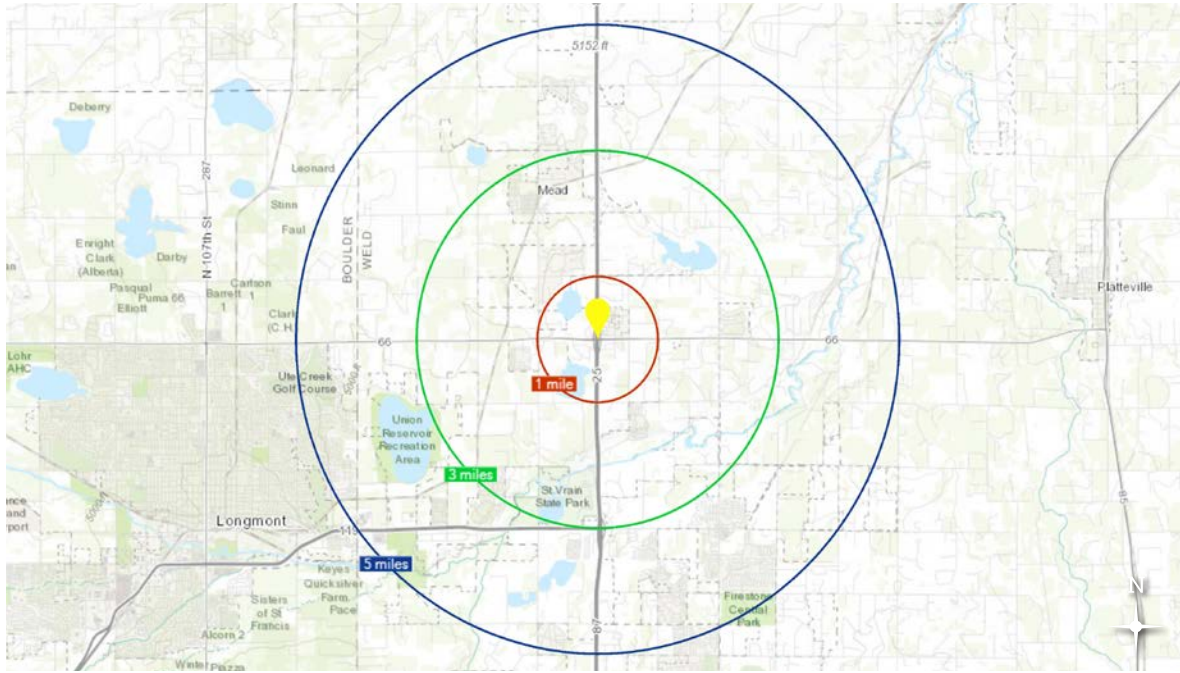 5152 ft
Deberry
287
Leonard
Mead
Stinn
Faul
N 107th St
BOULDER
WELD
Enright
Clark
(Alberta)
Darby
Pasqual
Elliott
Puma 66
Barrett
1
Carlson
1
Clark
(C.H.)
Platteville
66
66
Lohr
AHC
Ute Creek
Golf Course
25
1 mile
Union
Reservoir
Recreation
Area
3 miles
St.Vrain
State Park
85
Longmont
119
5 miles
Keyes
Quicksilver
Farm.
Pace
Sisters
of St
Francis
Firestone
Central
Park
N
87
Alcorn 2
Winter
Piazza